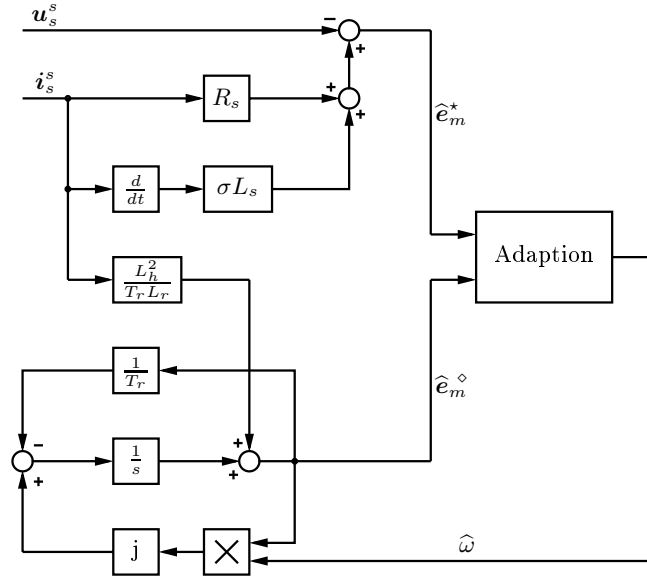 u_s^s
−
+
i_s^s
R_s
+
+
ê_m^⋆
d/dt
σL_s
Adaption
L_h^2/(T_r L_r)
1/T_r
ê_m^⋄
−
+
1/s
+
+
j
×
ω̂